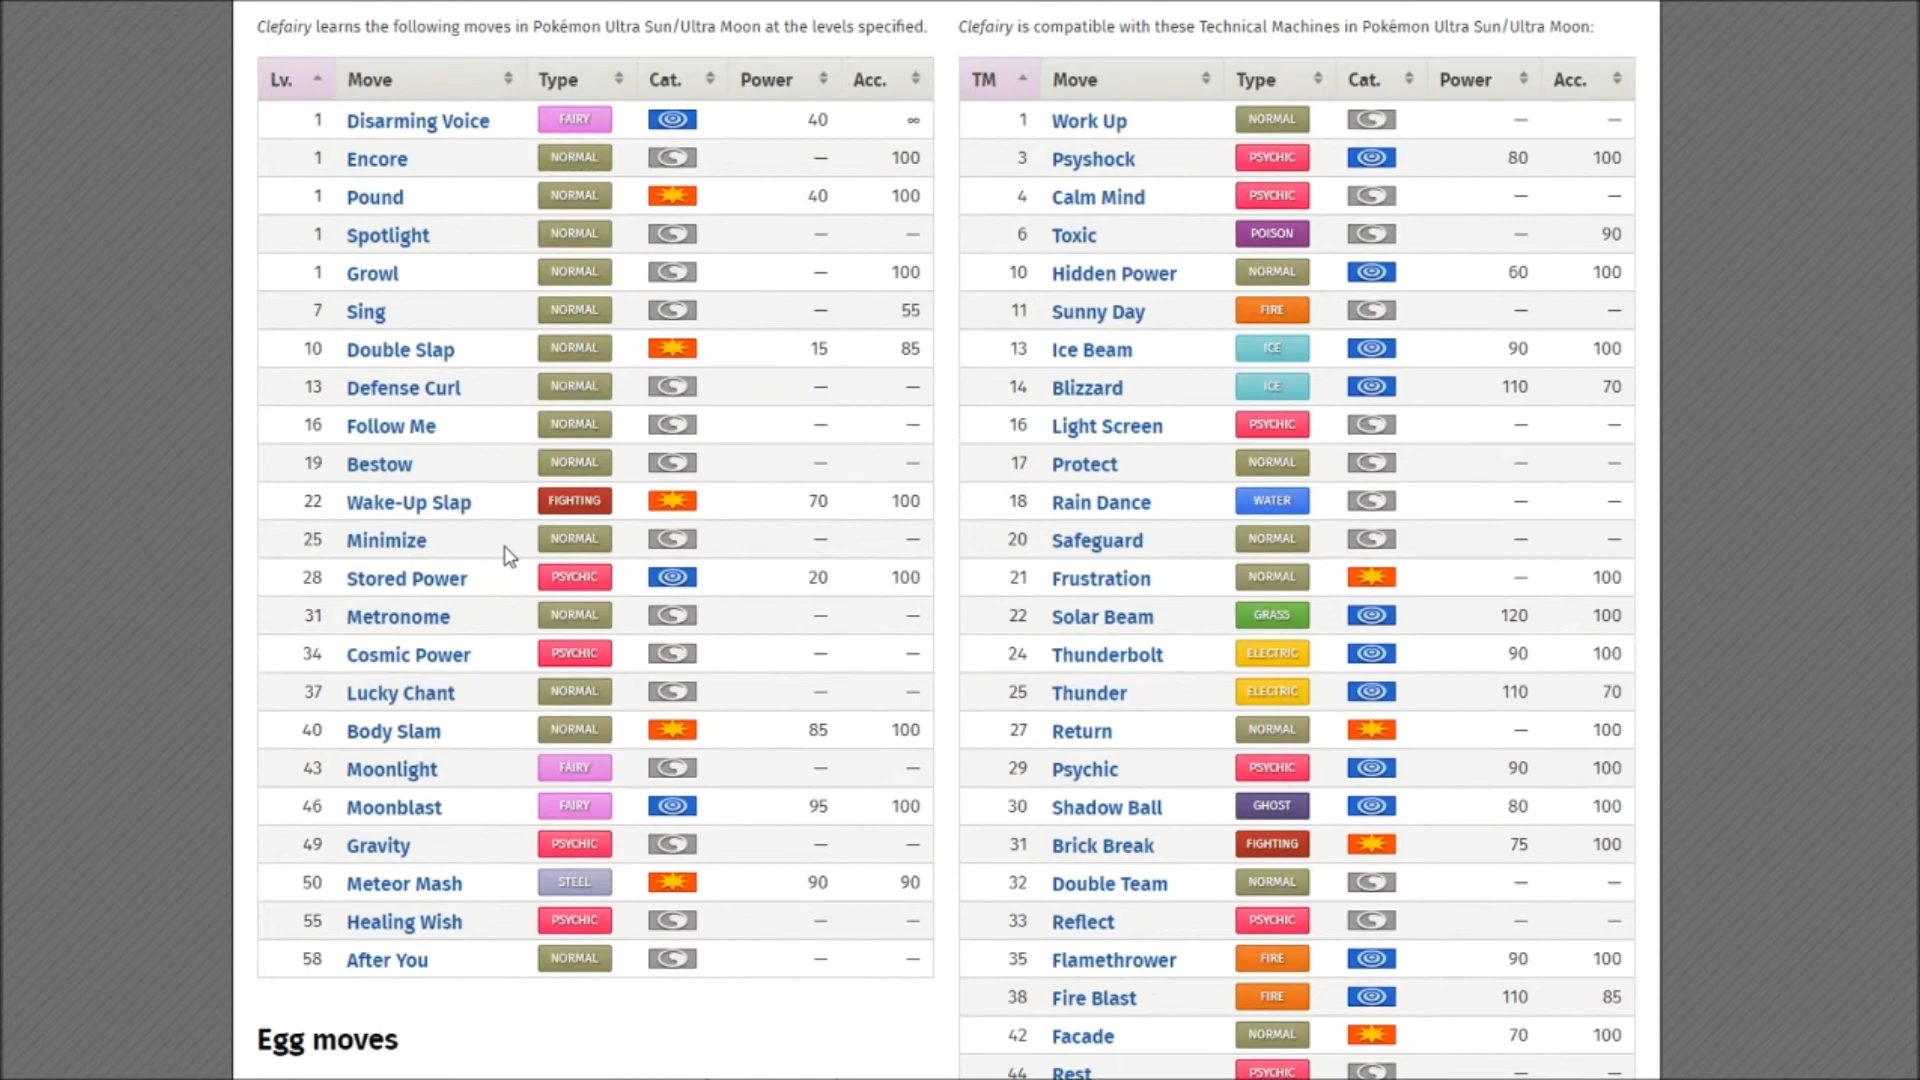 Clefairy learns the following moves in Pokémon Ultra Sun/Ultra Moon at the levels specified.
Lv. Move Type Cat. Power Acc.
1 Disarming Voice FAIRY 40 ∞
1 Encore NORMAL — 100
1 Pound NORMAL 40 100
1 Spotlight NORMAL — —
1 Growl NORMAL — 100
7 Sing NORMAL — 55
10 Double Slap NORMAL 15 85
13 Defense Curl NORMAL — —
16 Follow Me NORMAL — —
19 Bestow NORMAL — —
22 Wake-Up Slap FIGHTING 70 100
25 Minimize NORMAL — —
28 Stored Power PSYCHIC 20 100
31 Metronome NORMAL — —
34 Cosmic Power PSYCHIC — —
37 Lucky Chant NORMAL — —
40 Body Slam NORMAL 85 100
43 Moonlight FAIRY — —
46 Moonblast FAIRY 95 100
49 Gravity PSYCHIC — —
50 Meteor Mash STEEL 90 90
55 Healing Wish PSYCHIC — —
58 After You NORMAL — —
Egg moves
Clefairy is compatible with these Technical Machines in Pokémon Ultra Sun/Ultra Moon:
TM Move Type Cat. Power Acc.
1 Work Up NORMAL — —
3 Psyshock PSYCHIC 80 100
4 Calm Mind PSYCHIC — —
6 Toxic POISON — 90
10 Hidden Power NORMAL 60 100
11 Sunny Day FIRE — —
13 Ice Beam ICE 90 100
14 Blizzard ICE 110 70
16 Light Screen PSYCHIC — —
17 Protect NORMAL — —
18 Rain Dance WATER — —
20 Safeguard NORMAL — —
21 Frustration NORMAL — 100
22 Solar Beam GRASS 120 100
24 Thunderbolt ELECTRIC 90 100
25 Thunder ELECTRIC 110 70
27 Return NORMAL — 100
29 Psychic PSYCHIC 90 100
30 Shadow Ball GHOST 80 100
31 Brick Break FIGHTING 75 100
32 Double Team NORMAL — —
33 Reflect PSYCHIC — —
35 Flamethrower FIRE 90 100
38 Fire Blast FIRE 110 85
42 Facade NORMAL 70 100
44 Rest PSYCHIC — —